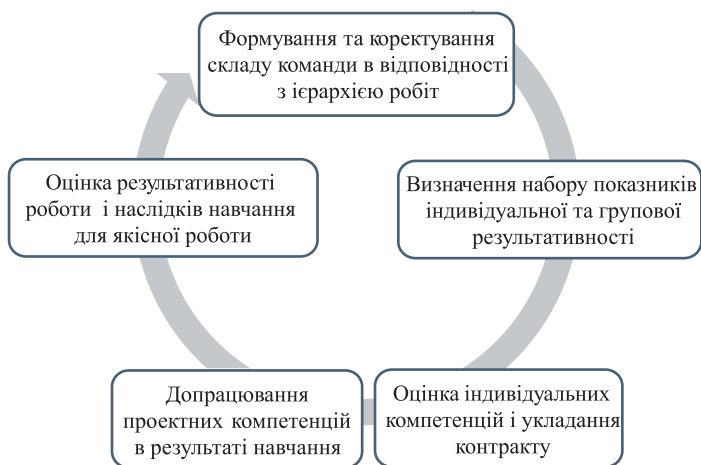 Формування та коректування
складу команди в відповідності
з ієрархією робіт
Визначення набору показників
індивідуальної та групової
результативності
Оцінка індивідуальних
компетенцій і укладання
контракту
Допрацювання
проектних компетенцій
в результаті навчання
Оцінка результативності
роботи і наслідків навчання
для якісної роботи